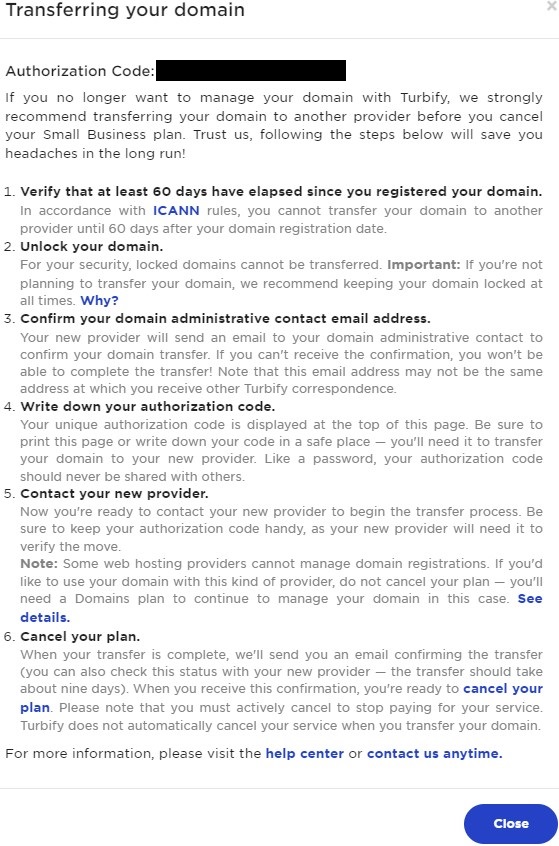 Transferring your domain
×
Authorization Code:
If you no longer want to manage your domain with Turbify, we strongly
recommend transferring your domain to another provider before you cancel
your Small Business plan. Trust us, following the steps below will save you
headaches in the long run!
1. Verify that at least 60 days have elapsed since you registered your domain.
In accordance with ICANN rules, you cannot transfer your domain to another
provider until 60 days after your domain registration date.
2. Unlock your domain.
For your security, locked domains cannot be transferred. Important: If you're not
planning to transfer your domain, we recommend keeping your domain locked at
all times. Why?
3. Confirm your domain administrative contact email address.
Your new provider will send an email to your domain administrative contact to
confirm your domain transfer. If you can't receive the confirmation, you won't be
able to complete the transfer! Note that this email address may not be the same
address at which you receive other Turbify correspondence.
4. Write down your authorization code.
Your unique authorization code is displayed at the top of this page. Be sure to
print this page or write down your code in a safe place — you'll need it to transfer
your domain to your new provider. Like a password, your authorization code
should never be shared with others.
5. Contact your new provider.
Now you're ready to contact your new provider to begin the transfer process. Be
sure to keep your authorization code handy, as your new provider will need it to
verify the move.
Note: Some web hosting providers cannot manage domain registrations. If you'd
like to use your domain with this kind of provider, do not cancel your plan — you'll
need a Domains plan to continue to manage your domain in this case. See
details.
6. Cancel your plan.
When your transfer is complete, we'll send you an email confirming the transfer
(you can also check this status with your new provider — the transfer should take
about nine days). When you receive this confirmation, you're ready to cancel your
plan. Please note that you must actively cancel to stop paying for your service.
Turbify does not automatically cancel your service when you transfer your domain.
For more information, please visit the help center or contact us anytime.
Close